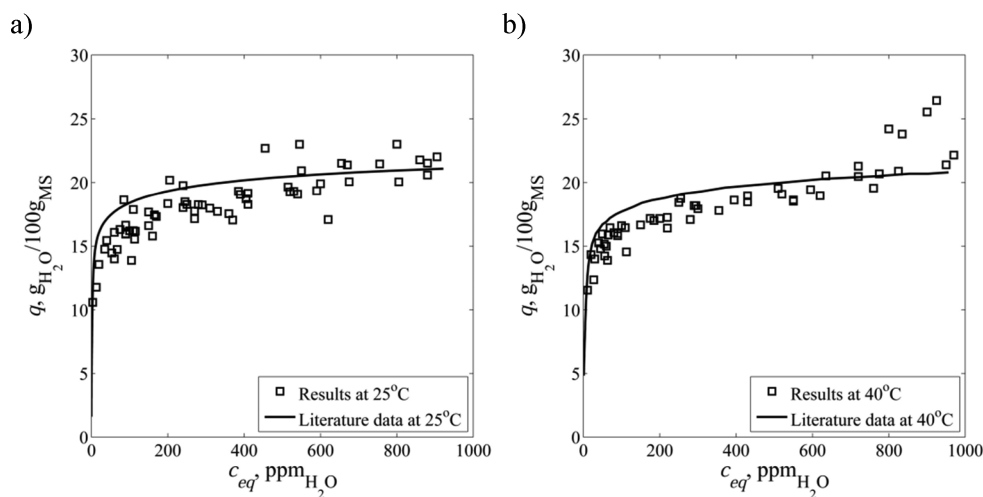 a)
30
25
20
15
10
5
0
0 200 400 600 800 1000
q, gH2O/100gMS
ceq, ppmH2O
Results at 25°C
Literature data at 25°C
b)
30
25
20
15
10
5
0
0 200 400 600 800 1000
q, gH2O/100gMS
ceq, ppmH2O
Results at 40°C
Literature data at 40°C